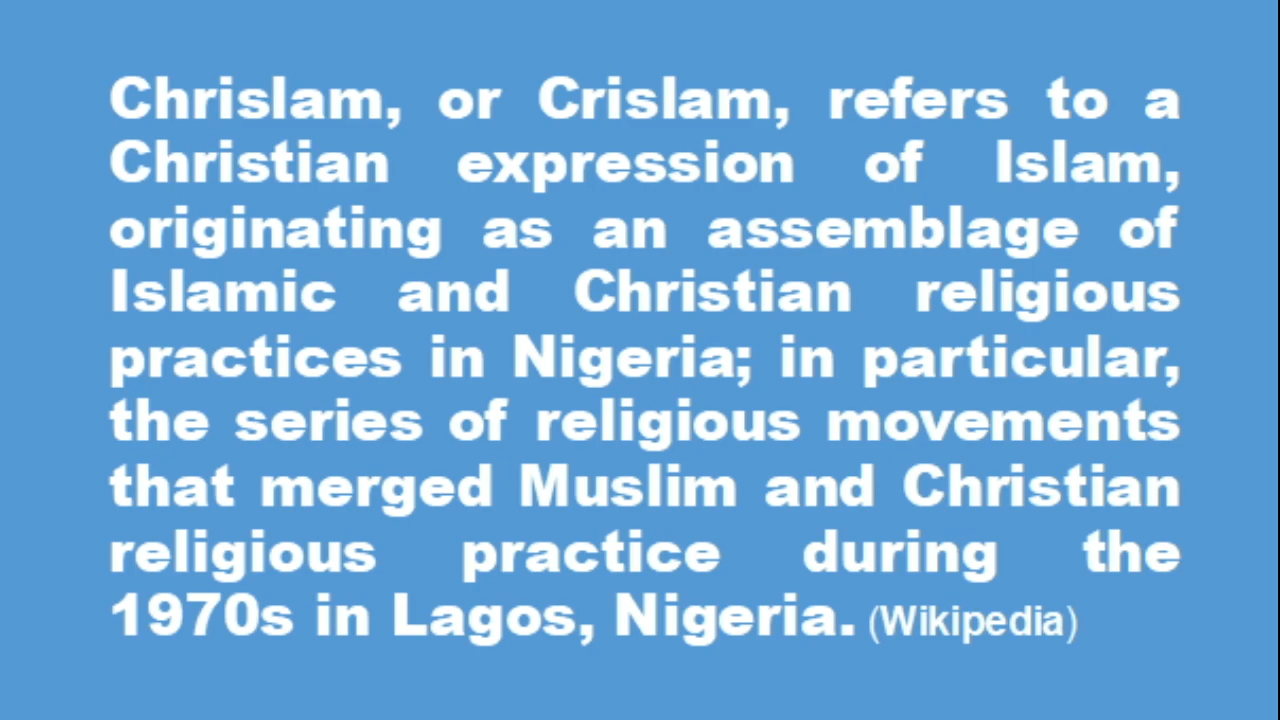 Chrislam, or Crislam, refers to a
Christian expression of Islam,
originating as an assemblage of
Islamic and Christian religious
practices in Nigeria; in particular,
the series of religious movements
that merged Muslim and Christian
religious practice during the
1970s in Lagos, Nigeria. (Wikipedia)